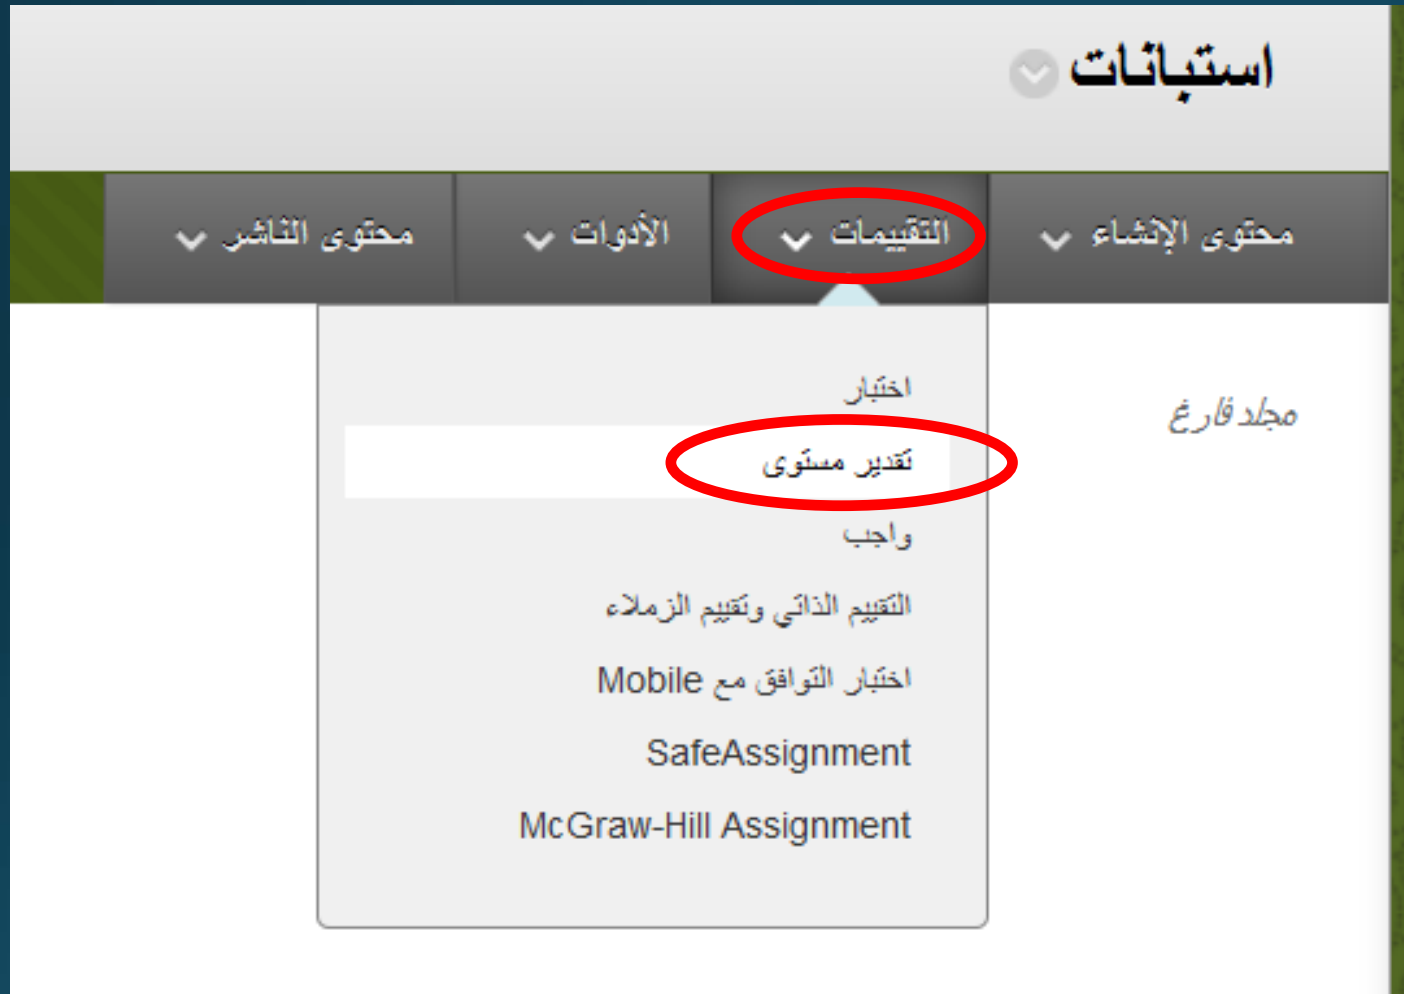 استبانات
محتوى الإنشاء التقييمات الأدوات محتوى الناشر
اختبار
مجلد فارغ
تقدير مستوى
واجب
التقييم الذاتي وتقييم الزملاء
اختبار التوافق مع Mobile
SafeAssignment
McGraw-Hill Assignment